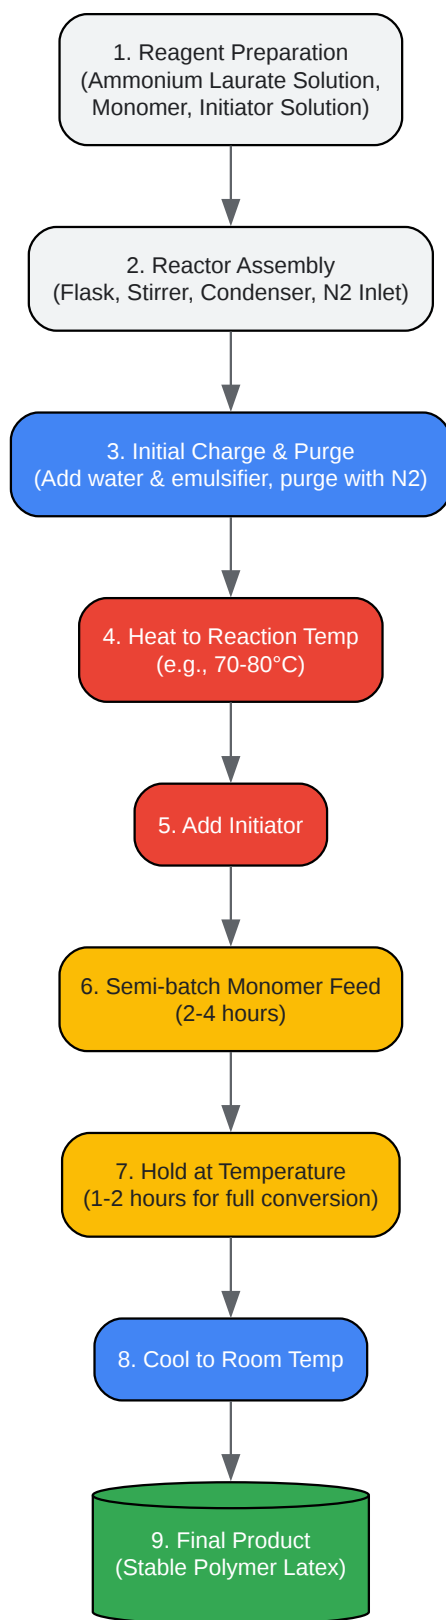 1. Reagent Preparation
(Ammonium Laurate Solution,
Monomer, Initiator Solution)
2. Reactor Assembly
(Flask, Stirrer, Condenser, N2 Inlet)
3. Initial Charge & Purge
(Add water & emulsifier, purge with N2)
4. Heat to Reaction Temp
(e.g., 70-80°C)
5. Add Initiator
6. Semi-batch Monomer Feed
(2-4 hours)
7. Hold at Temperature
(1-2 hours for full conversion)
8. Cool to Room Temp
9. Final Product
(Stable Polymer Latex)